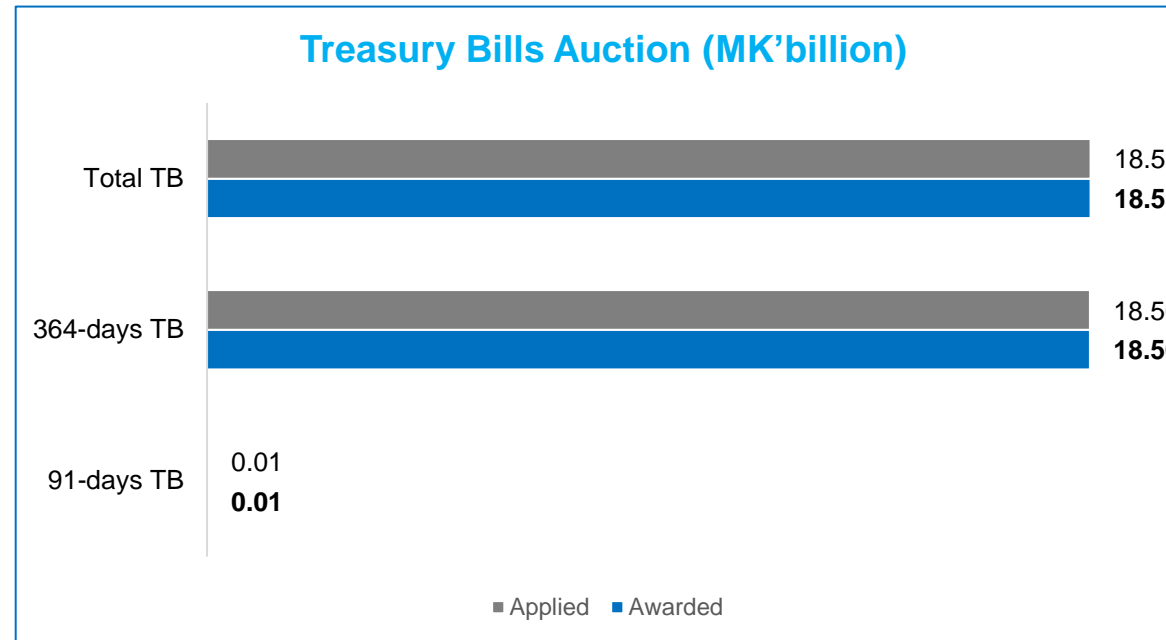 Treasury Bills Auction (MK’billion)
Total TB
18.5
18.5
364-days TB
18.5
18.5
91-days TB
0.01
0.01
Applied Awarded